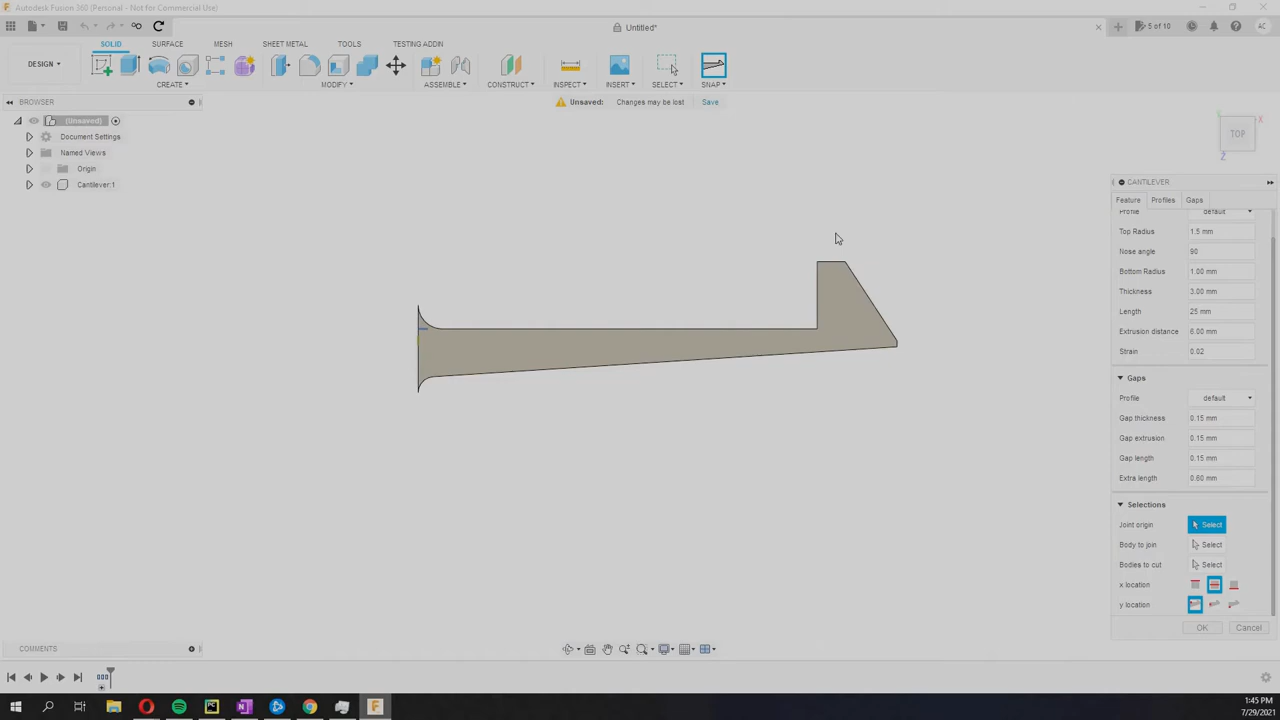 Autodesk Fusion 360 (Personal - Not for Commercial Use)
Untitled*
5 of 10
AC
DESIGN
SOLID
SURFACE
MESH
SHEET METAL
TOOLS
TESTING ADDIN
CREATE
MODIFY
ASSEMBLE
CONSTRUCT
INSPECT
INSERT
SELECT
SNAP
BROWSER
Unsaved: Changes may be lost Save
(Unsaved)
Document Settings
Named Views
Origin
Cantilever:1
TOP
X
Z
CANTILEVER
Feature Profiles Gaps
Profile default
Top Radius 1.5 mm
Nose angle 90
Bottom Radius 1.00 mm
Thickness 3.00 mm
Length 25 mm
Extrusion distance 6.00 mm
Strain 0.02
Gaps
Profile default
Gap thickness 0.15 mm
Gap extrusion 0.15 mm
Gap length 0.15 mm
Extra length 0.60 mm
Selections
Joint origin Select
Body to join Select
Bodies to cut Select
x location
y location
OK Cancel
COMMENTS
1:45 PM
7/29/2021